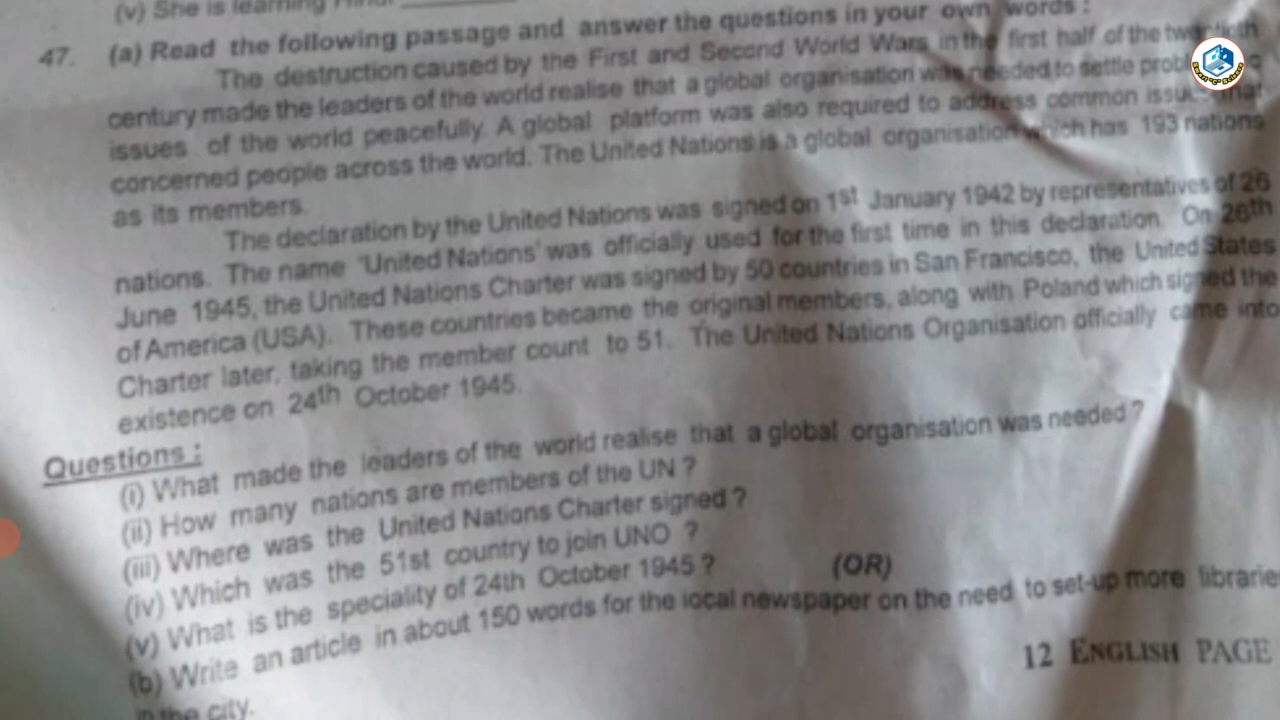 (v) She is learning Hindi
47. (a) Read the following passage and answer the questions in your own words :
The destruction caused by the First and Second World Wars in the first half of the twentieth
century made the leaders of the world realise that a global organisation was needed to settle
issues of the world peacefully. A global platform was also required to address common issues that
concerned people across the world. The United Nations is a global organisation which has 193 nations
as its members.
The declaration by the United Nations was signed on 1st January 1942 by representatives of 26
nations. The name 'United Nations' was officially used for the first time in this declaration. On 26th
June 1945, the United Nations Charter was signed by 50 countries in San Francisco, the United States
of America (USA). These countries became the original members, along with Poland which signed the
Charter later, taking the member count to 51. The United Nations Organisation officially came into
existence on 24th October 1945.
Questions :
(i) What made the leaders of the world realise that a global organisation was needed ?
(ii) How many nations are members of the UN ?
(iii) Where was the United Nations Charter signed ?
(iv) Which was the 51st country to join UNO ?
(v) What is the speciality of 24th October 1945 ?
(OR)
(b) Write an article in about 150 words for the local newspaper on the need to set-up more librarie
in the city.
12 ENGLISH PAGE